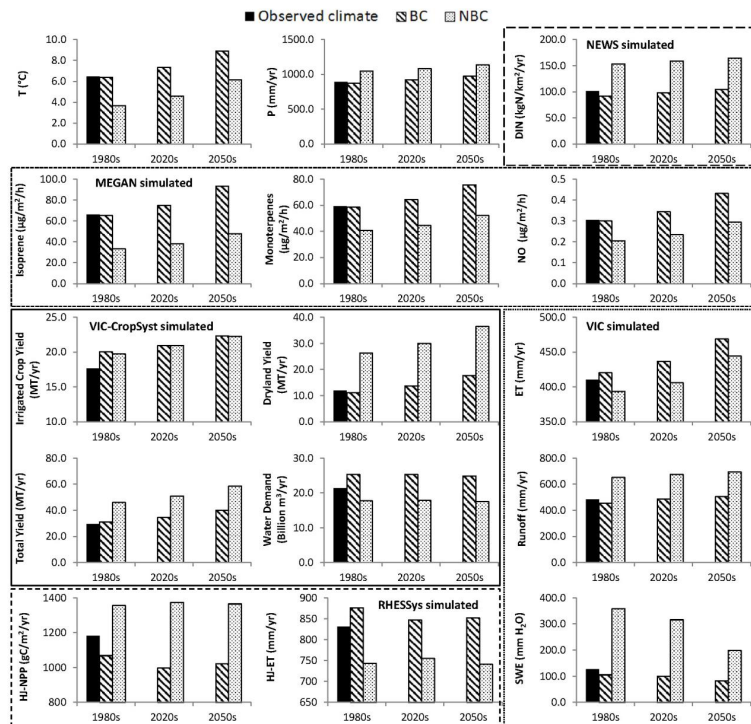 Observed climate BC NBC
T (°C)
10.0
8.0
6.0
4.0
2.0
0.0
1980s 2020s 2050s
P (mm/yr)
1500.0
1000.0
500.0
0.0
1980s 2020s 2050s
NEWS simulated
DIN (kgN/km²/yr)
200.0
150.0
100.0
50.0
0.0
1980s 2020s 2050s
MEGAN simulated
Isoprene (µg/m²/h)
100.0
80.0
60.0
40.0
20.0
0.0
1980s 2020s 2050s
Monoterpenes
(µg/m²/h)
80.0
60.0
40.0
20.0
0.0
1980s 2020s 2050s
NO (µg/m²/h)
0.5
0.4
0.3
0.2
0.1
0.0
1980s 2020s 2050s
VIC-CropSyst simulated
Irrigated Crop Yield
(MT/yr)
25.0
20.0
15.0
10.0
1980s 2020s 2050s
Dryland Yield
(MT/yr)
40.0
30.0
20.0
10.0
0.0
1980s 2020s 2050s
VIC simulated
ET (mm/yr)
500.0
450.0
400.0
350.0
1980s 2020s 2050s
Total Yield (MT/yr)
80.0
60.0
40.0
20.0
0.0
1980s 2020s 2050s
Water Demand
(Billion m³/yr)
30.0
20.0
10.0
0.0
1980s 2020s 2050s
Runoff (mm/yr)
800.0
600.0
400.0
200.0
0.0
1980s 2020s 2050s
HJ-NPP (gC/m²/yr)
1400
1200
1000
800
1980s 2020s 2050s
RHESSys simulated
HJ-ET (mm/yr)
900
850
800
750
700
650
1980s 2020s 2050s
SWE (mm H₂O)
400.0
300.0
200.0
100.0
0.0
1980s 2020s 2050s